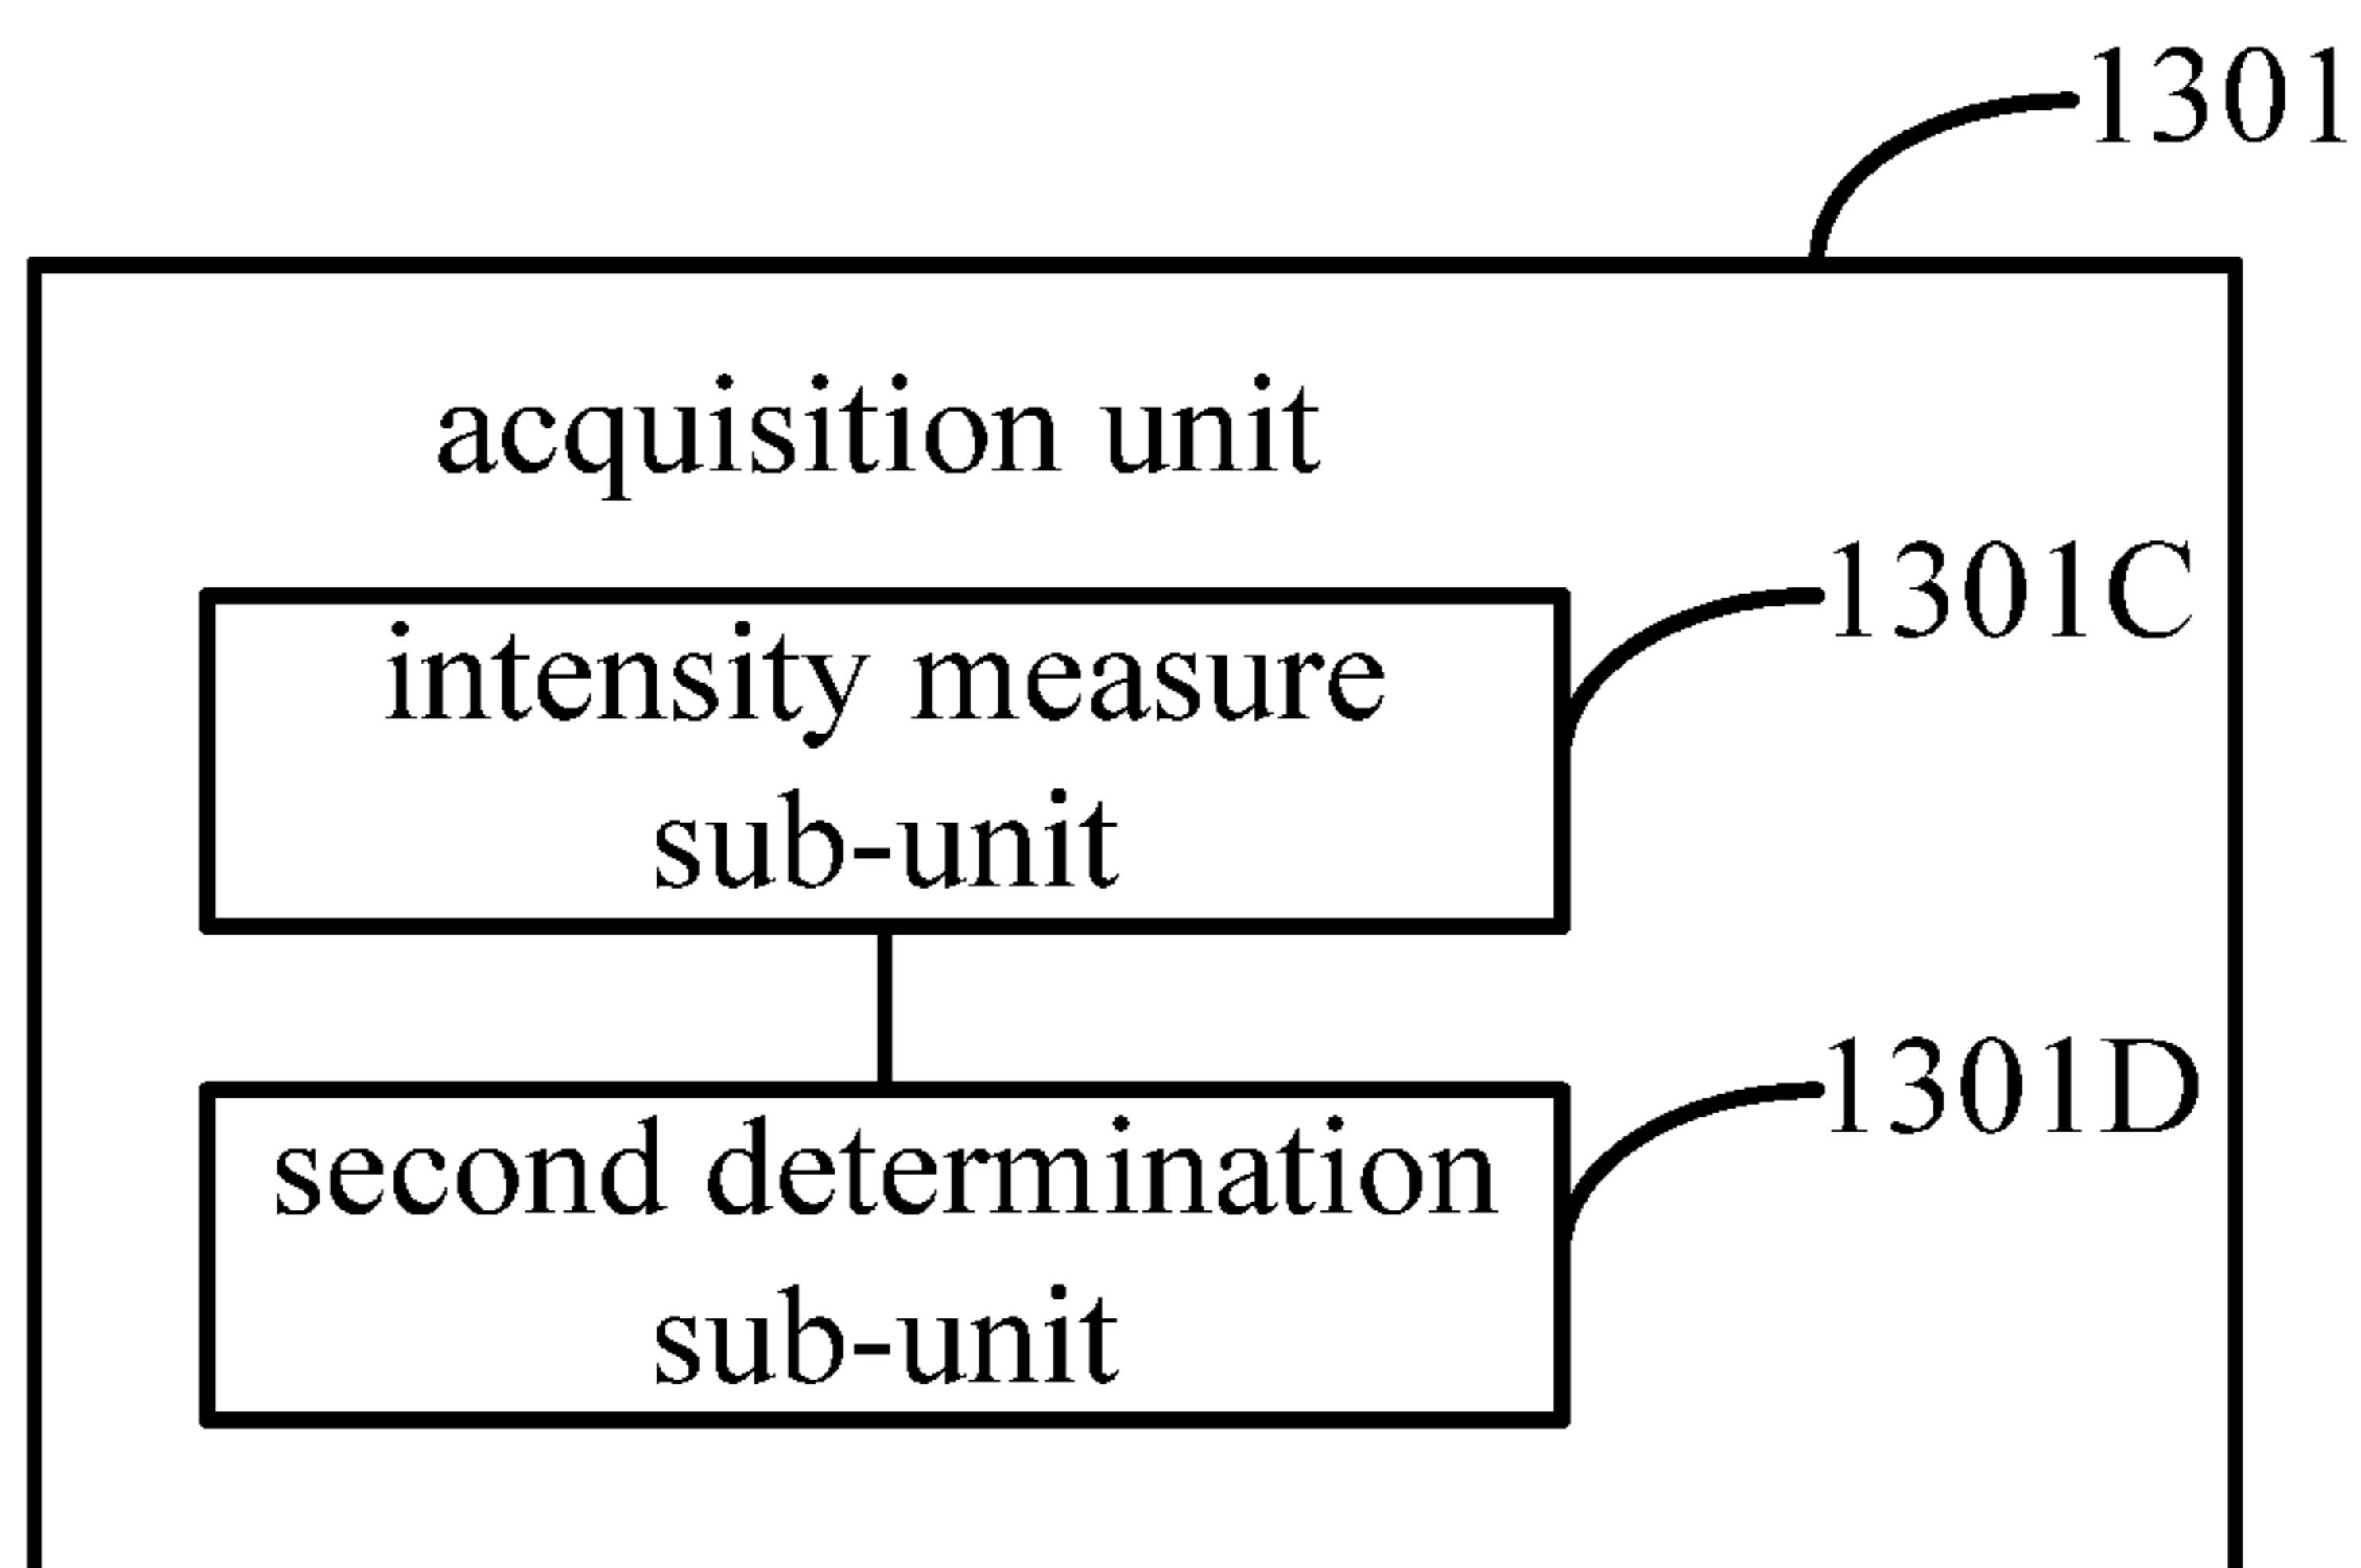 1301
acquisition unit
1301C
intensity measure
sub-unit
1301D
second determination
sub-unit